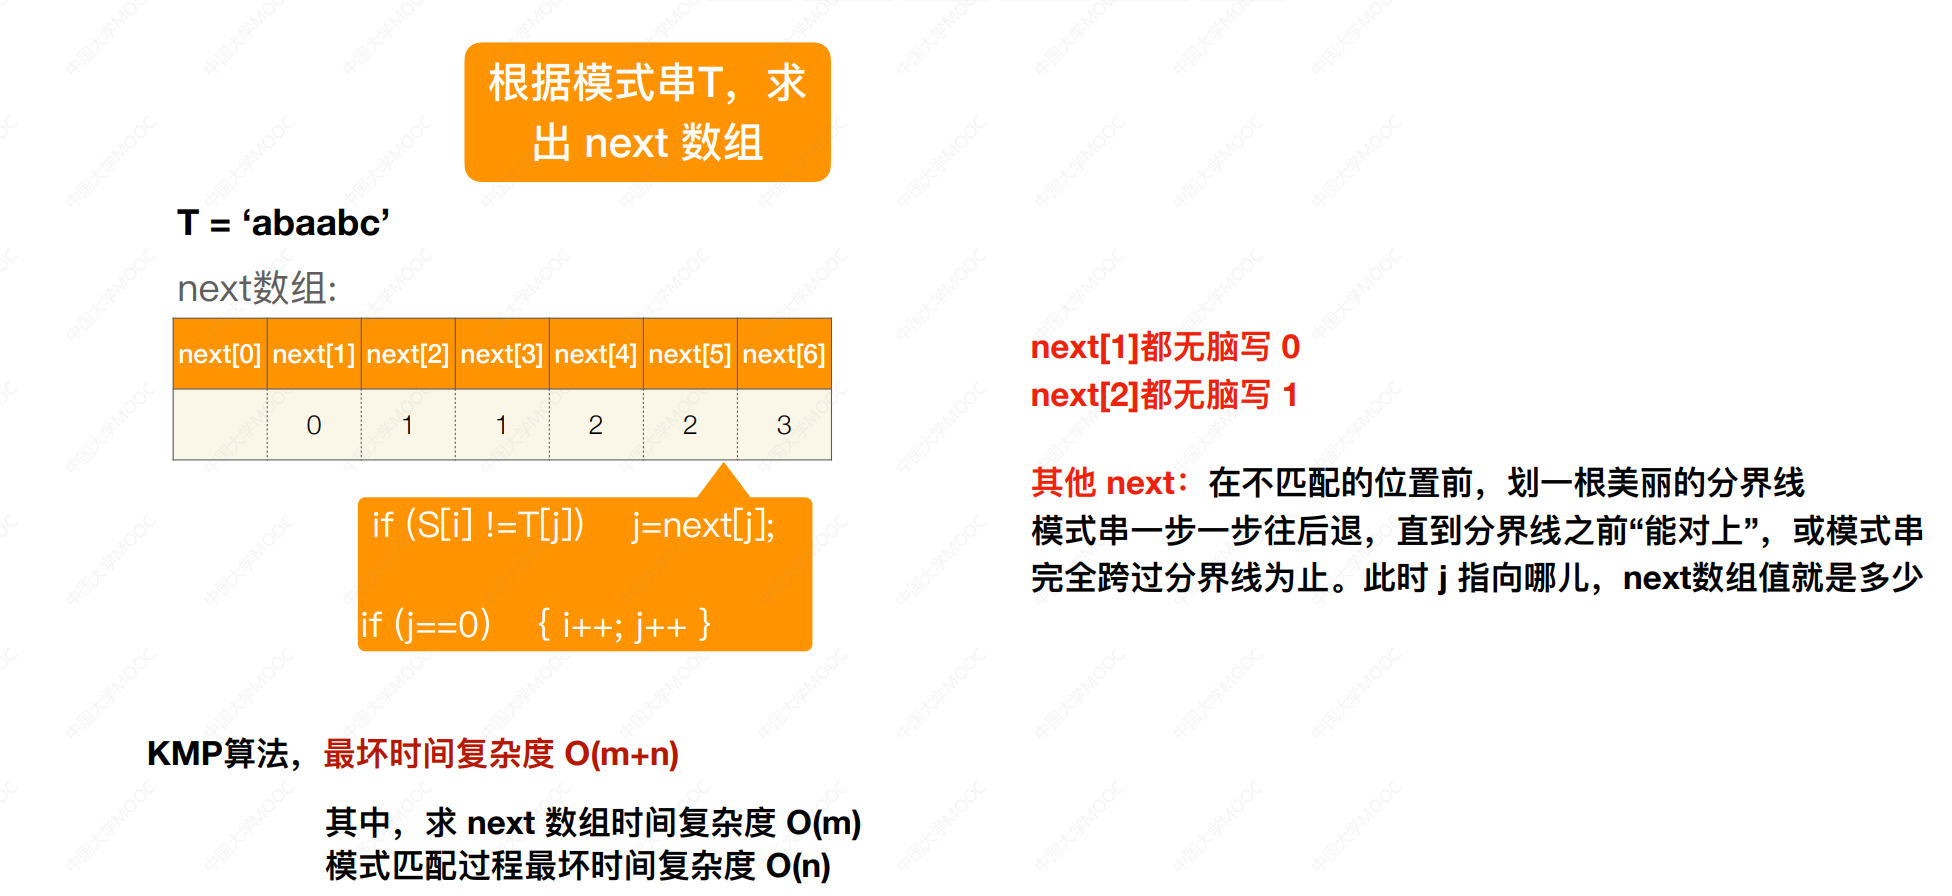 根据模式串T，求
出 next 数组
T = ‘abaabc’
next数组:
next[0] next[1] next[2] next[3] next[4] next[5] next[6]
0 1 1 2 2 3
if (S[i] !=T[j]) j=next[j];
if (j==0) { i++; j++ }
next[1]都无脑写 0
next[2]都无脑写 1
其他 next：在不匹配的位置前，划一根美丽的分界线
模式串一步一步往后退，直到分界线之前“能对上”，或模式串
完全跨过分界线为止。此时 j 指向哪儿，next数组值就是多少
KMP算法，最坏时间复杂度 O(m+n)
其中，求 next 数组时间复杂度 O(m)
模式匹配过程最坏时间复杂度 O(n)
中国大学MOOC